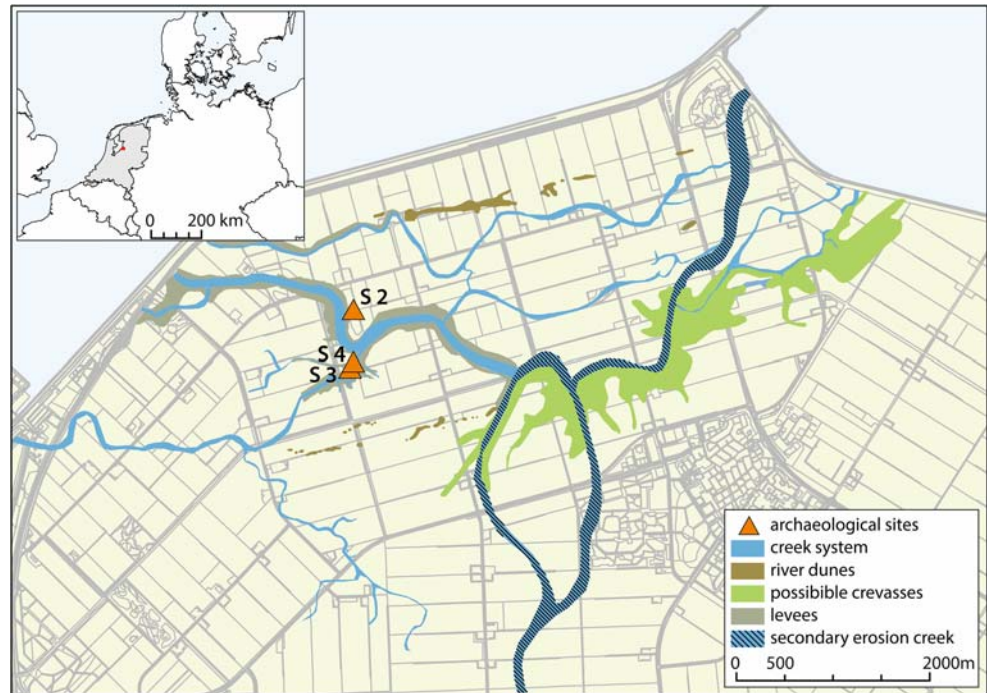 0 200 km
S 2
S 4
S 3
archaeological sites
creek system
river dunes
possibible crevasses
levees
secondary erosion creek
0 500 2000m